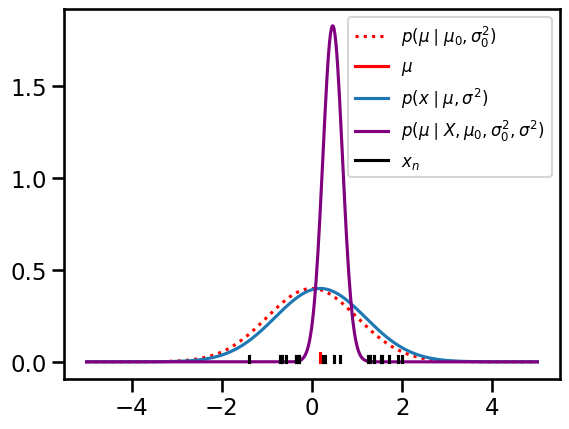 p(μ | μ₀, σ₀²)
μ
p(x | μ, σ²)
p(μ | X, μ₀, σ₀², σ²)
xₙ
1.5
1.0
0.5
0.0
−4 −2 0 2 4